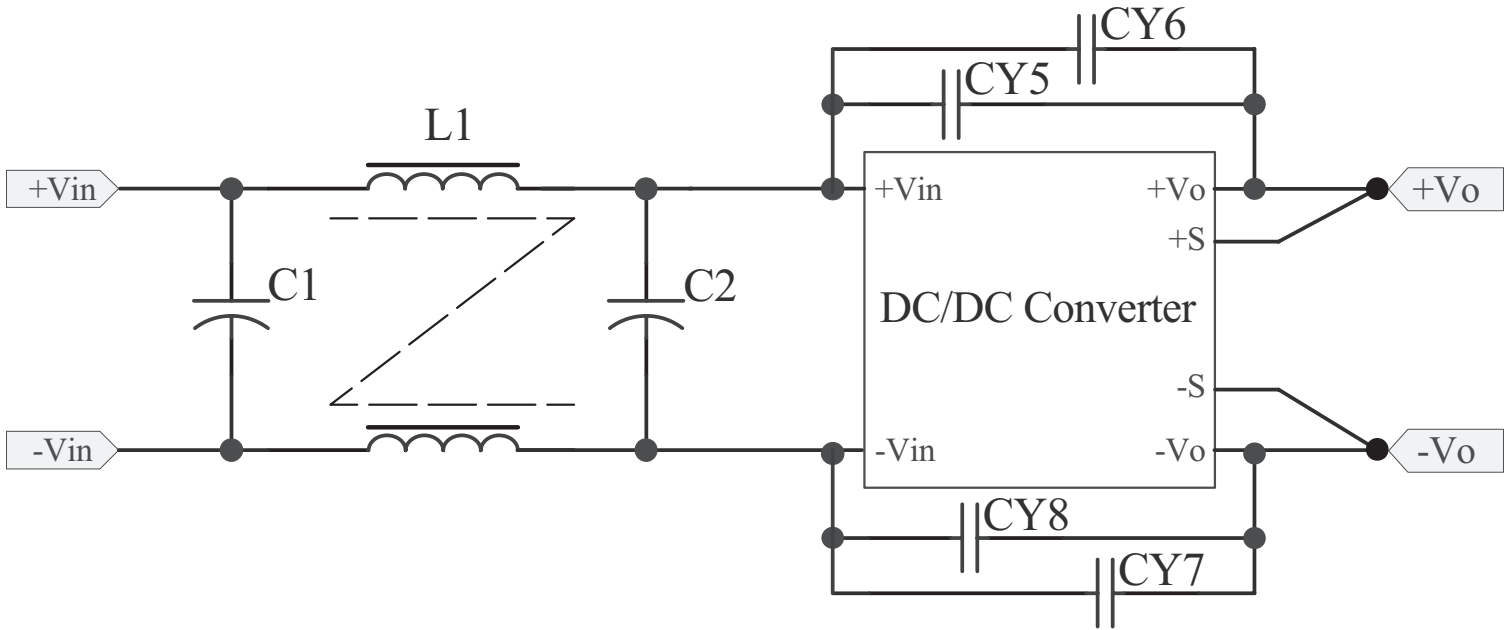 CY6
CY5
L1
+Vin
+Vin
+Vo
+Vo
+S
C1
C2
DC/DC Converter
-S
-Vin
-Vin
-Vo
-Vo
CY8
CY7